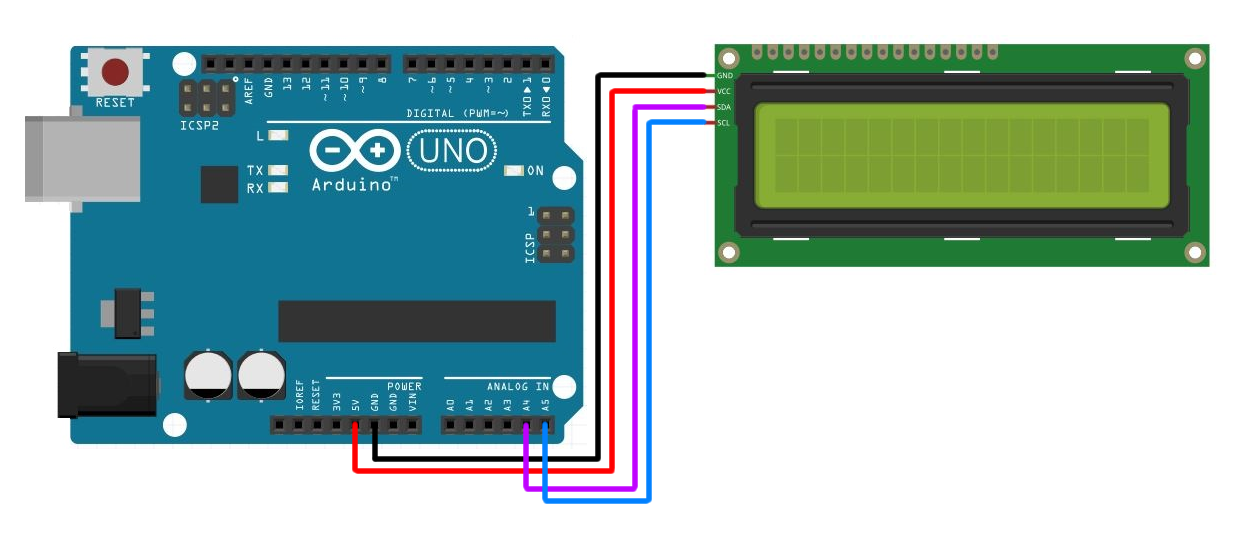 RESET
ICSP2
AREF
GND
13
12
~11
~10
~9
8
7
~6
~5
4
~3
2
TX0▶1
RX0◀0
DIGITAL (PWM=~)
L
TX
RX
Arduino™
UNO
ON
1
ICSP
IOREF
RESET
3V3
5V
GND
GND
VIN
POWER
ANALOG IN
A0
A1
A2
A3
A4
A5
GND
VCC
SDA
SCL